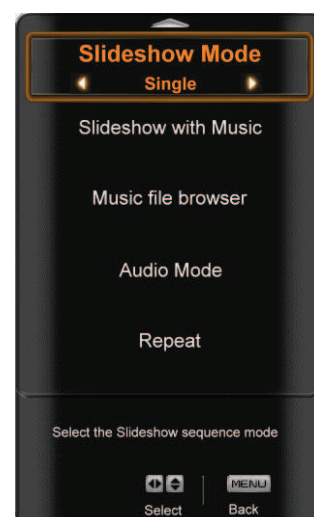 Slideshow Mode
Single
Slideshow with Music
Music file browser
Audio Mode
Repeat
Select the Slideshow sequence mode
MENU
Select Back